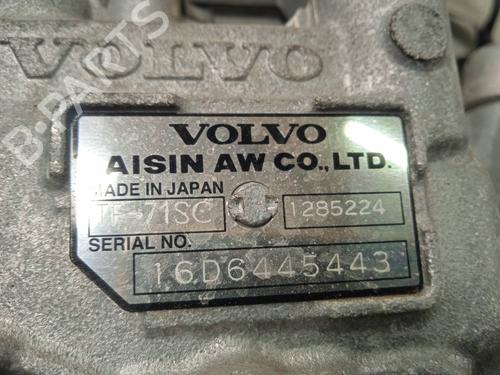 VOLVO
VOLVO
AISIN AW CO.,LTD.
MADE IN JAPAN
TF-71SC 1285224
SERIAL NO.
16D6445443
B-PARTS